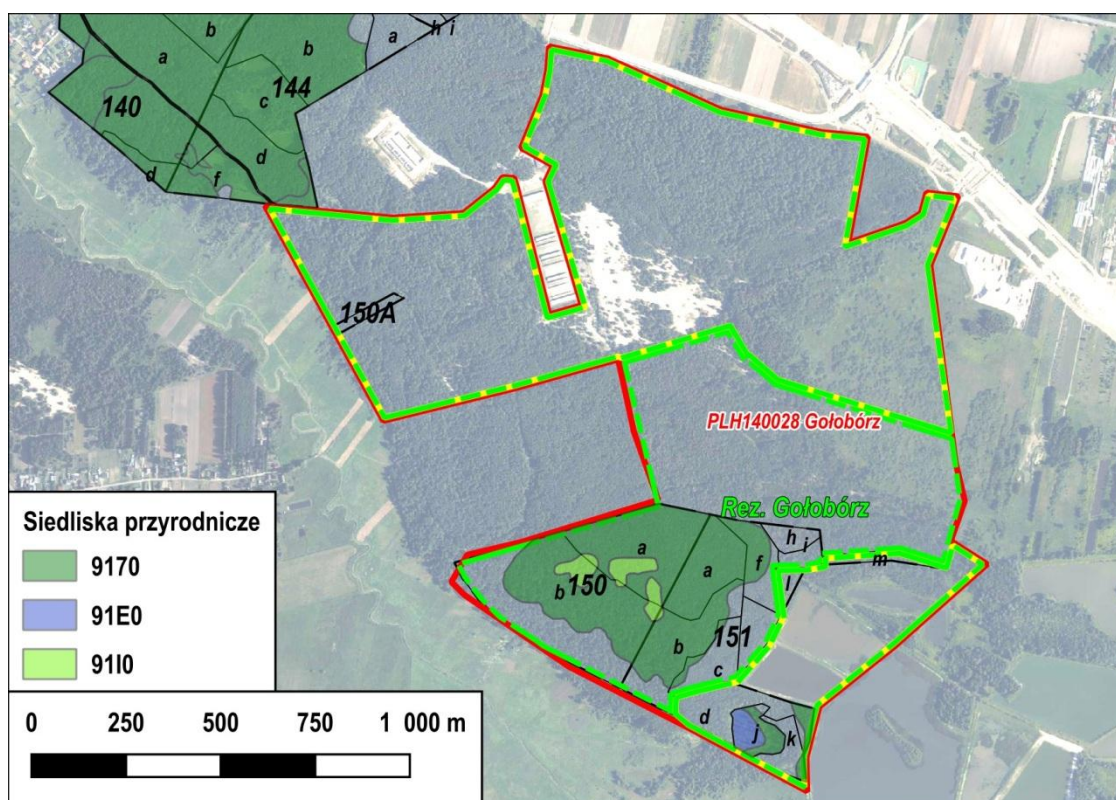 b
a
b
a
h i
140
c
144
d
d
f
150A
PLH140028 Gołobórz
Rez. Gołobórz
h
i
a
m
a
f
l
b
150
b
151
c
d
j
k
Siedliska przyrodnicze
9170
91E0
91I0
0 250 500 750 1 000 m